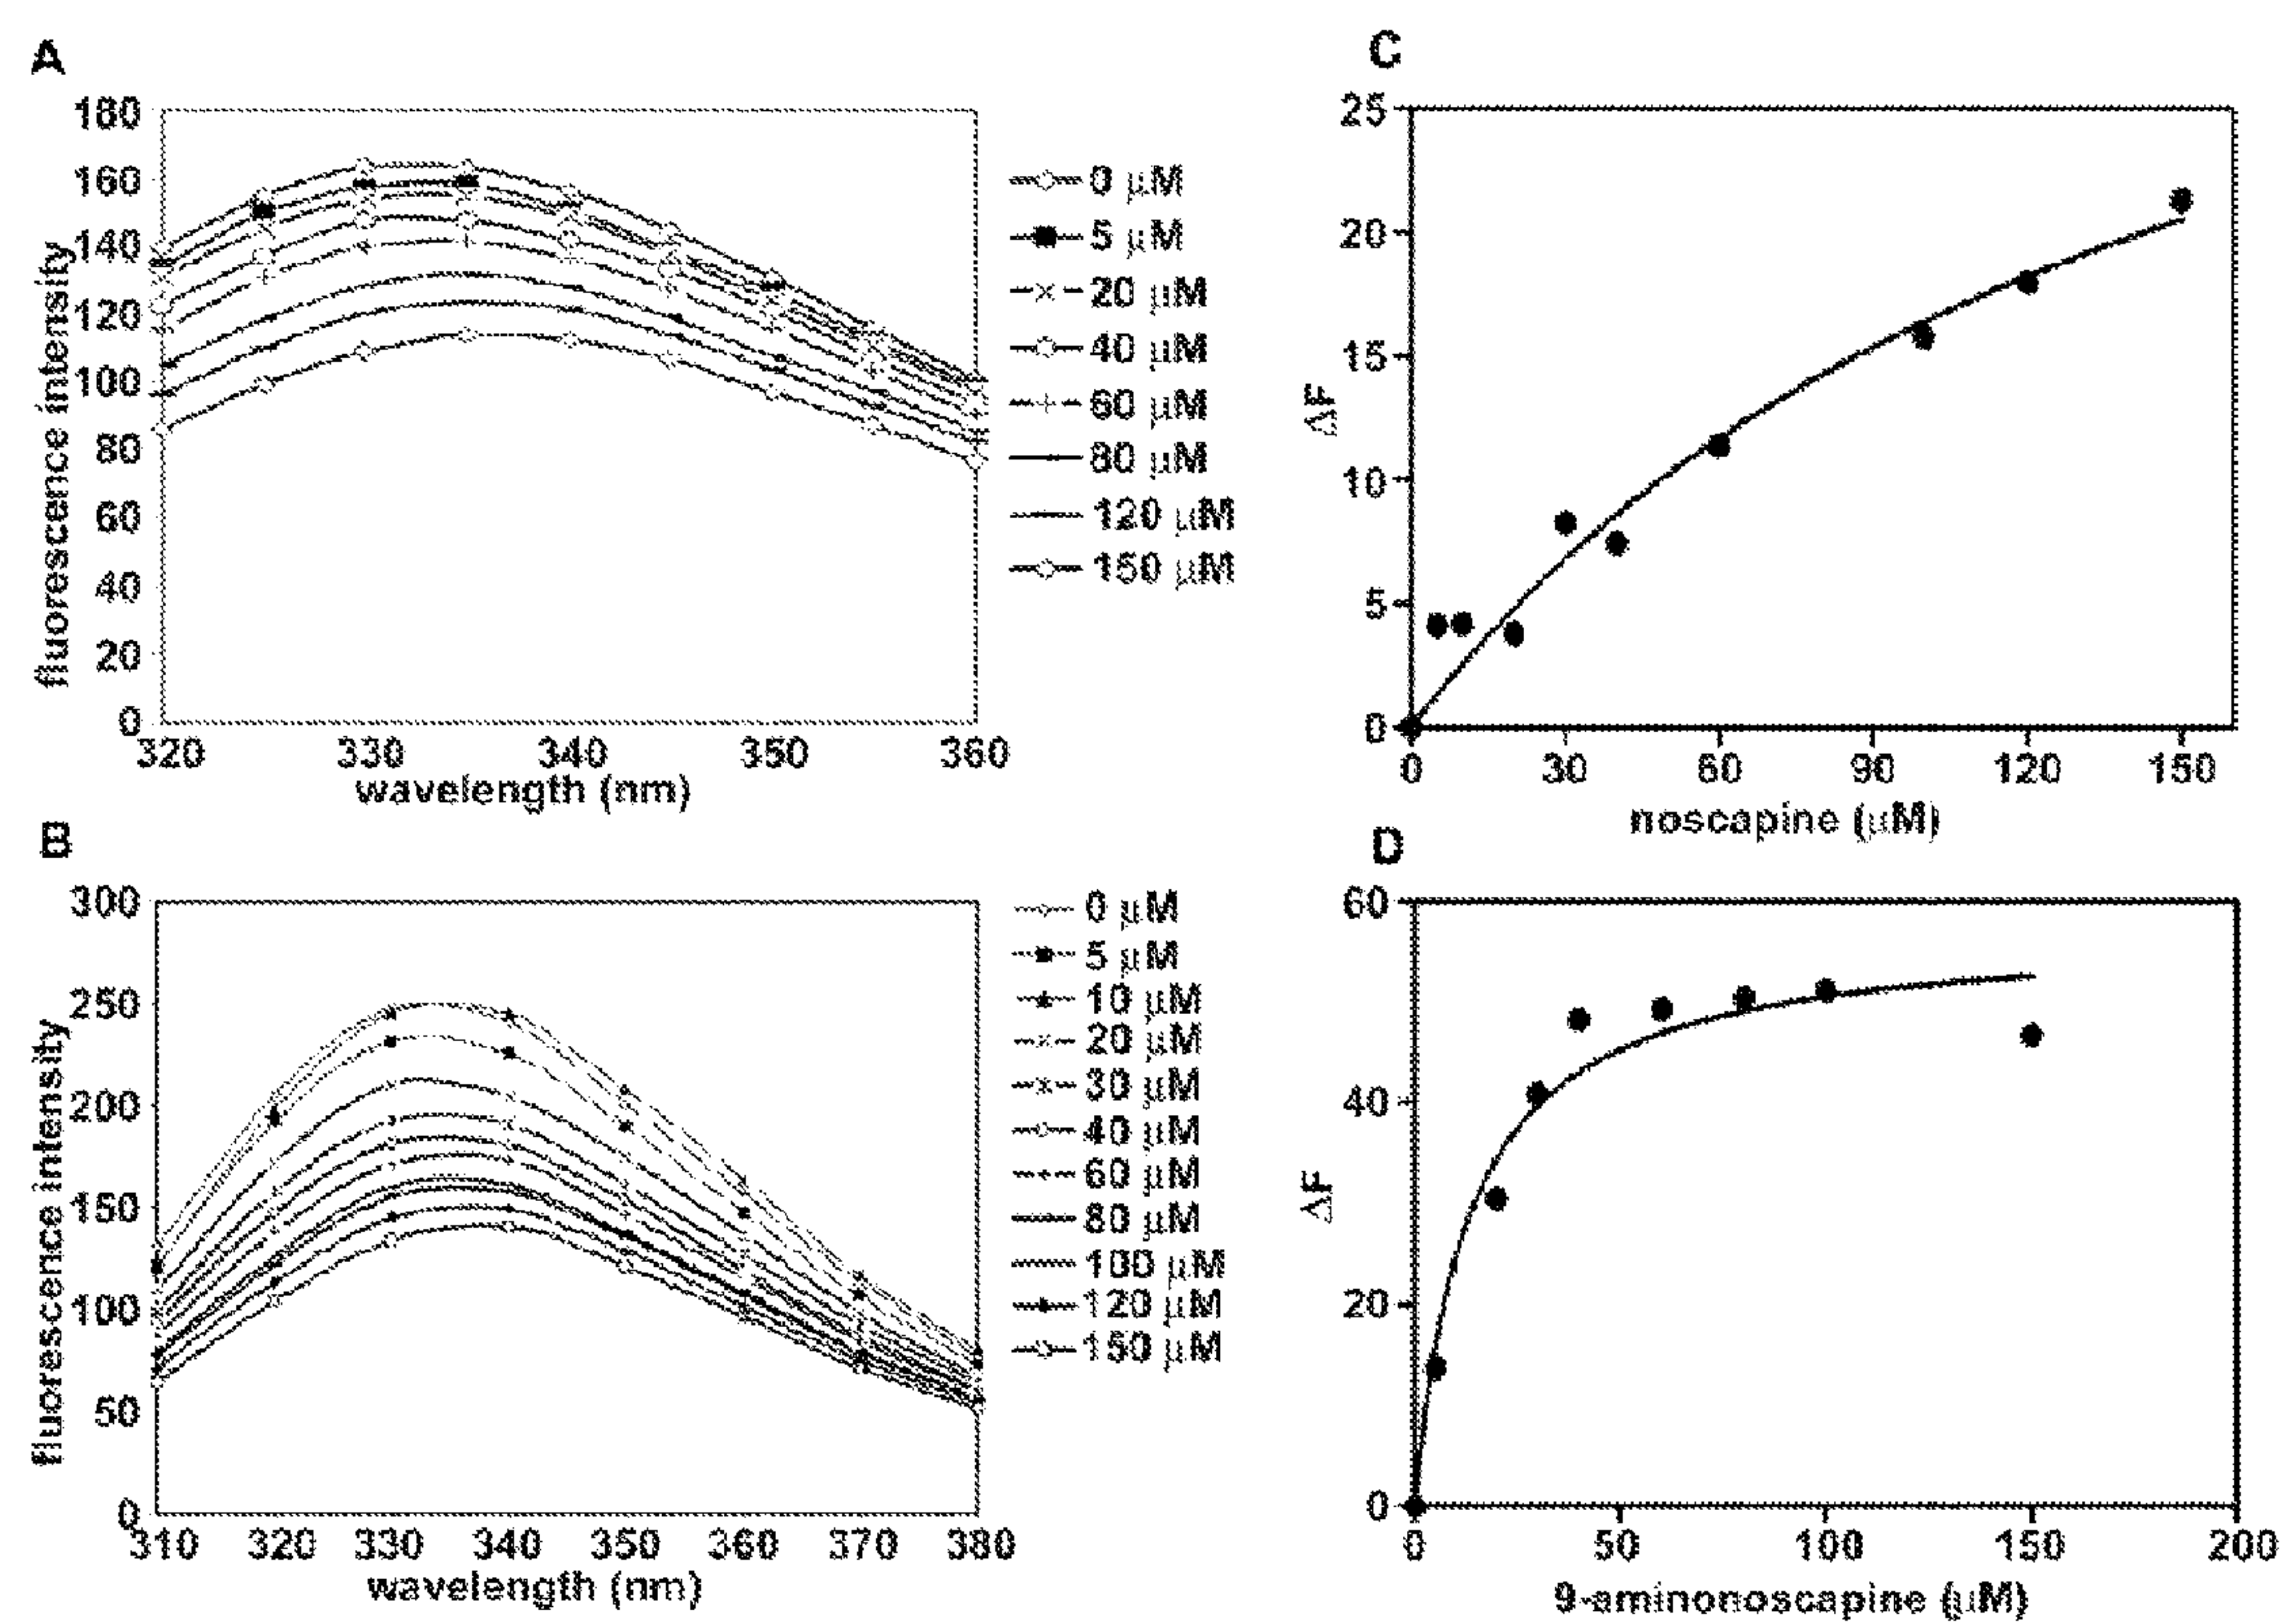 A
180
160
140
120
100
80
60
40
20
0
fluorescence intensity
320 330 340 350 360
wavelength (nm)
0 µM
5 µM
20 µM
40 µM
60 µM
80 µM
120 µM
150 µM
C
25
20
15
10
5
0
ΔF
0 30 60 90 120 150
noscapine (µM)
B
300
250
200
150
100
50
0
fluorescence intensity
310 320 330 340 350 360 370 380
wavelength (nm)
0 µM
5 µM
10 µM
20 µM
30 µM
40 µM
60 µM
80 µM
100 µM
120 µM
150 µM
D
60
40
20
0
ΔF
0 50 100 150 200
9-aminonoscapine (µM)